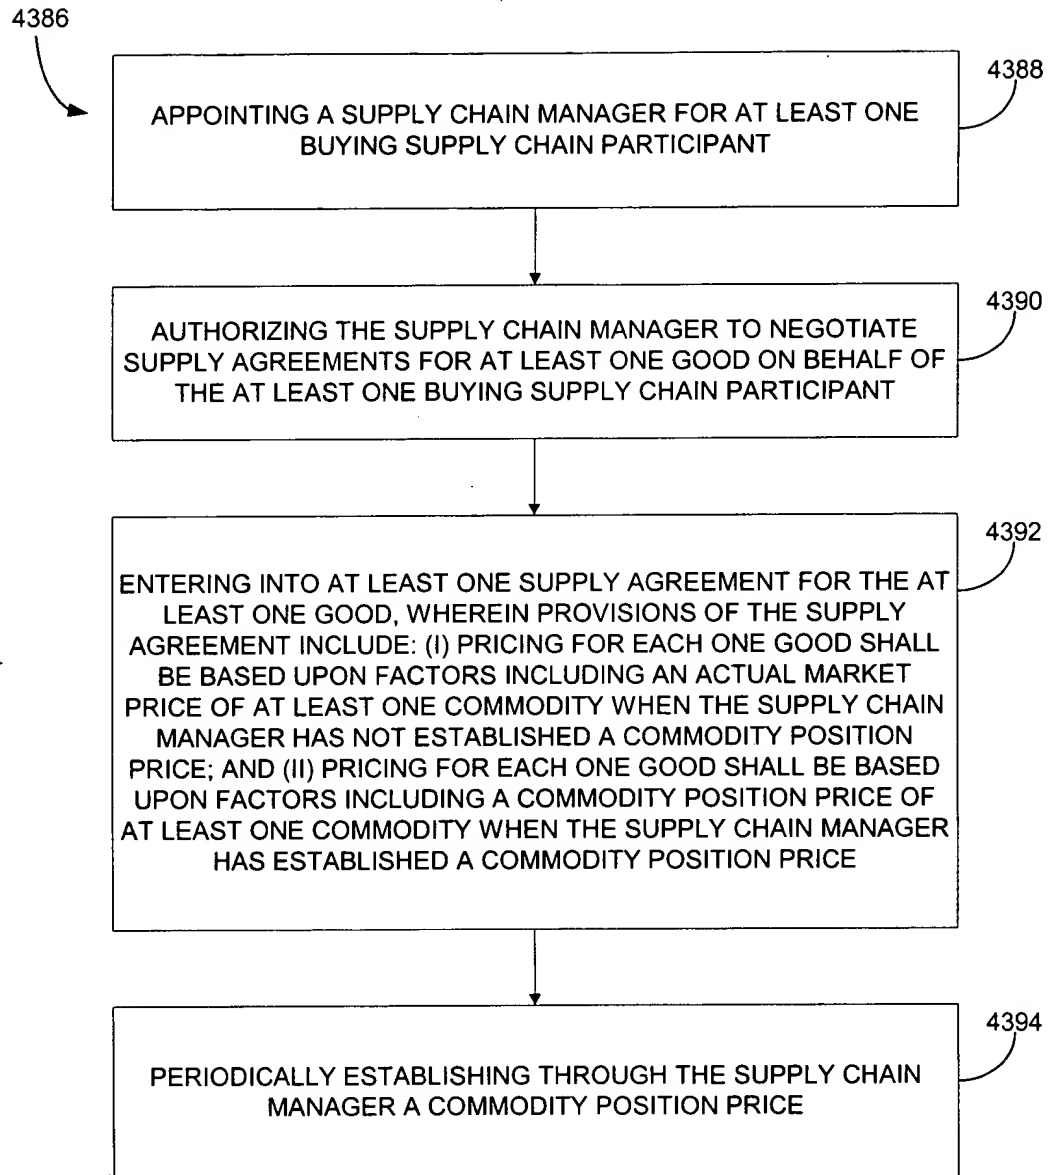 4386
4388
APPOINTING A SUPPLY CHAIN MANAGER FOR AT LEAST ONE
BUYING SUPPLY CHAIN PARTICIPANT
4390
AUTHORIZING THE SUPPLY CHAIN MANAGER TO NEGOTIATE
SUPPLY AGREEMENTS FOR AT LEAST ONE GOOD ON BEHALF OF
THE AT LEAST ONE BUYING SUPPLY CHAIN PARTICIPANT
4392
ENTERING INTO AT LEAST ONE SUPPLY AGREEMENT FOR THE AT
LEAST ONE GOOD, WHEREIN PROVISIONS OF THE SUPPLY
AGREEMENT INCLUDE: (I) PRICING FOR EACH ONE GOOD SHALL
BE BASED UPON FACTORS INCLUDING AN ACTUAL MARKET
PRICE OF AT LEAST ONE COMMODITY WHEN THE SUPPLY CHAIN
MANAGER HAS NOT ESTABLISHED A COMMODITY POSITION
PRICE; AND (II) PRICING FOR EACH ONE GOOD SHALL BE BASED
UPON FACTORS INCLUDING A COMMODITY POSITION PRICE OF
AT LEAST ONE COMMODITY WHEN THE SUPPLY CHAIN MANAGER
HAS ESTABLISHED A COMMODITY POSITION PRICE
4394
PERIODICALLY ESTABLISHING THROUGH THE SUPPLY CHAIN
MANAGER A COMMODITY POSITION PRICE